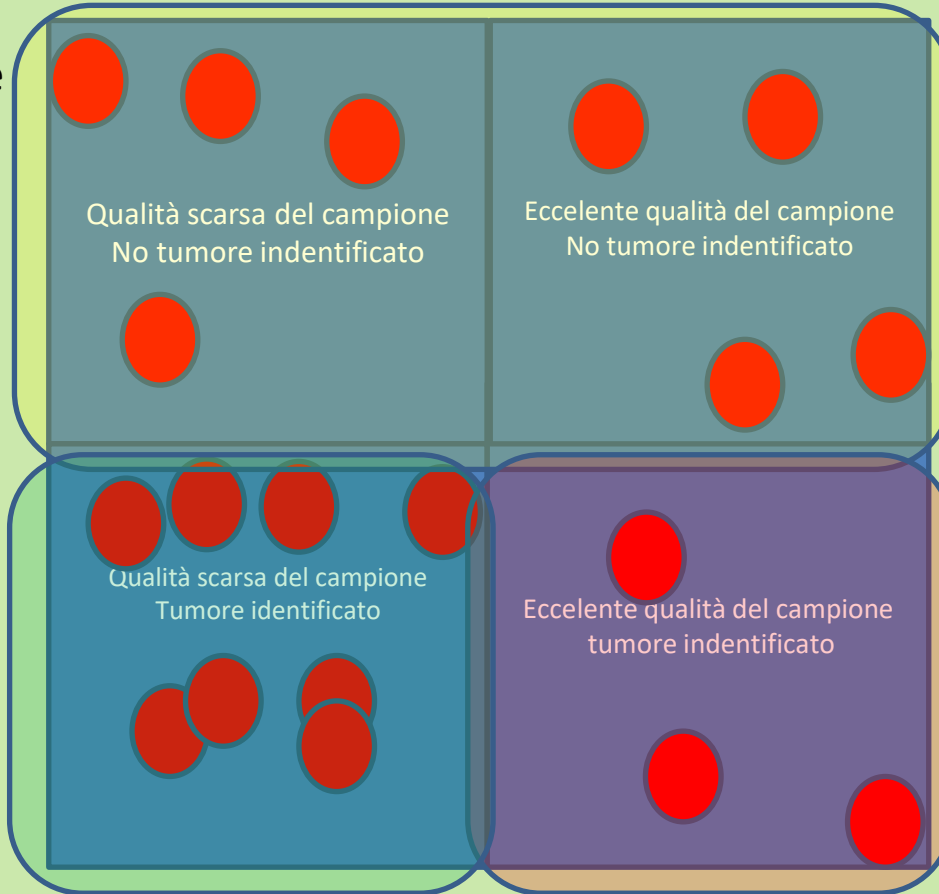 e
Qualità scarsa del campione
No tumore indentificato
Eccelente qualità del campione
No tumore indentificato
Qualità scarsa del campione
Tumore identificato
Eccelente qualità del campione
tumore indentificato